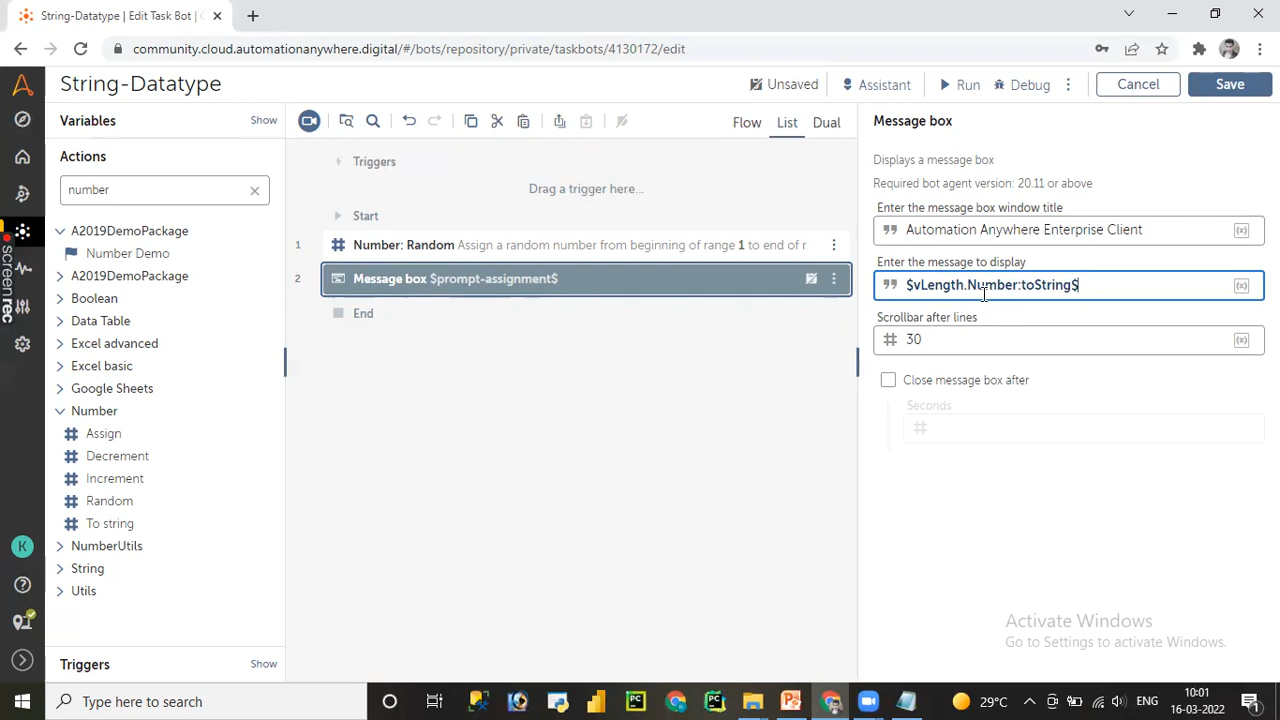 String-Datatype | Edit Task Bot |
community.cloud.automationanywhere.digital/#/bots/repository/private/taskbots/4130172/edit
String-Datatype
Unsaved
Assistant
Run
Debug
Cancel
Save
Variables
Show
Flow
List
Dual
Message box
Actions
number
Triggers
Drag a trigger here...
Start
1
Number: Random Assign a random number from beginning of range 1 to end of r
2
Message box $prompt-assignment$
End
A2019DemoPackage
Number Demo
A2019DemoPackage
Boolean
Data Table
Excel advanced
Excel basic
Google Sheets
Number
Assign
Decrement
Increment
Random
To string
NumberUtils
String
Utils
Triggers
Show
Displays a message box
Required bot agent version: 20.11 or above
Enter the message box window title
Automation Anywhere Enterprise Client
(x)
Enter the message to display
$vLength.Number:toString$
(x)
Scrollbar after lines
30
(x)
Close message box after
Seconds
Activate Windows
Go to Settings to activate Windows.
screen rec
K
Type here to search
29°C
ENG
10:01
16-03-2022
1